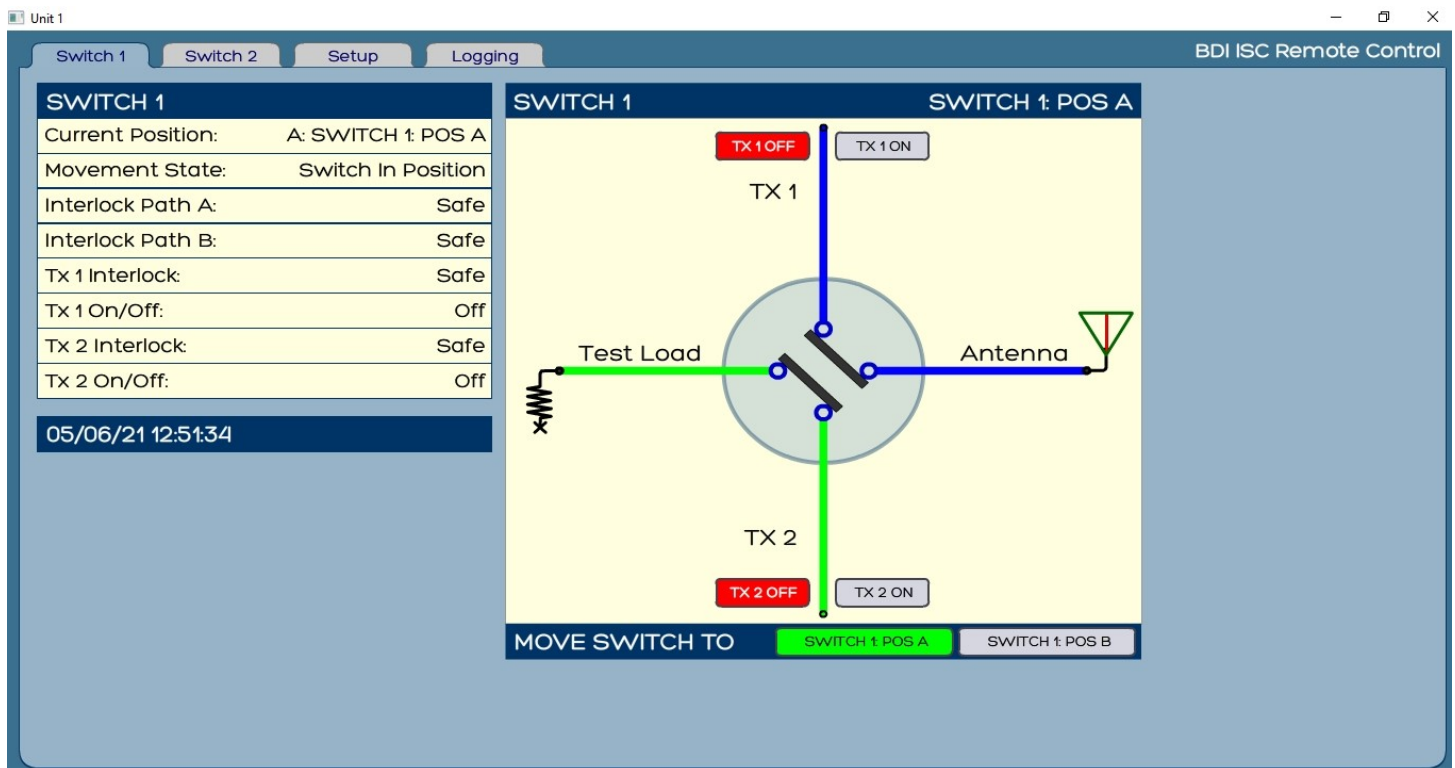 Unit 1
Switch 1 Switch 2 Setup Logging BDI ISC Remote Control
SWITCH 1
Current Position: A: SWITCH 1: POS A
Movement State: Switch In Position
Interlock Path A: Safe
Interlock Path B: Safe
Tx 1 Interlock: Safe
Tx 1 On/Off: Off
Tx 2 Interlock: Safe
Tx 2 On/Off: Off
05/06/21 12:51:34
SWITCH 1 SWITCH 1: POS A
TX 1 OFF TX 1 ON
TX 1
Test Load Antenna
TX 2
TX 2 OFF TX 2 ON
MOVE SWITCH TO SWITCH 1: POS A SWITCH 1: POS B